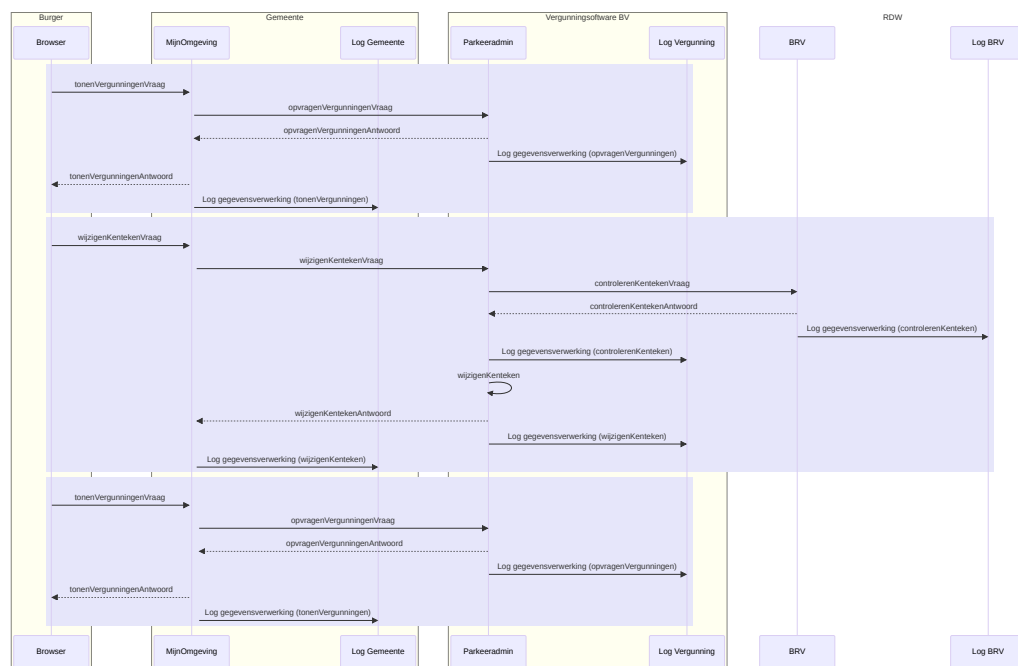 Burger
Gemeente
Vergunningsoftware BV
RDW
Browser
MijnOmgeving
Log Gemeente
Parkeeradmin
Log Vergunning
BRV
Log BRV
tonenVergunningenVraag
opvragenVergunningenVraag
opvragenVergunningenAntwoord
Log gegevensverwerking (opvragenVergunningen)
tonenVergunningenAntwoord
Log gegevensverwerking (tonenVergunningen)
wijzigenKentekenVraag
wijzigenKentekenVraag
controlerenKentekenVraag
controlerenKentekenAntwoord
Log gegevensverwerking (controlerenKenteken)
Log gegevensverwerking (controlerenKenteken)
wijzigenKenteken
wijzigenKentekenAntwoord
Log gegevensverwerking (wijzigenKenteken)
Log gegevensverwerking (wijzigenKenteken)
tonenVergunningenVraag
opvragenVergunningenVraag
opvragenVergunningenAntwoord
Log gegevensverwerking (opvragenVergunningen)
tonenVergunningenAntwoord
Log gegevensverwerking (tonenVergunningen)
Browser
MijnOmgeving
Log Gemeente
Parkeeradmin
Log Vergunning
BRV
Log BRV